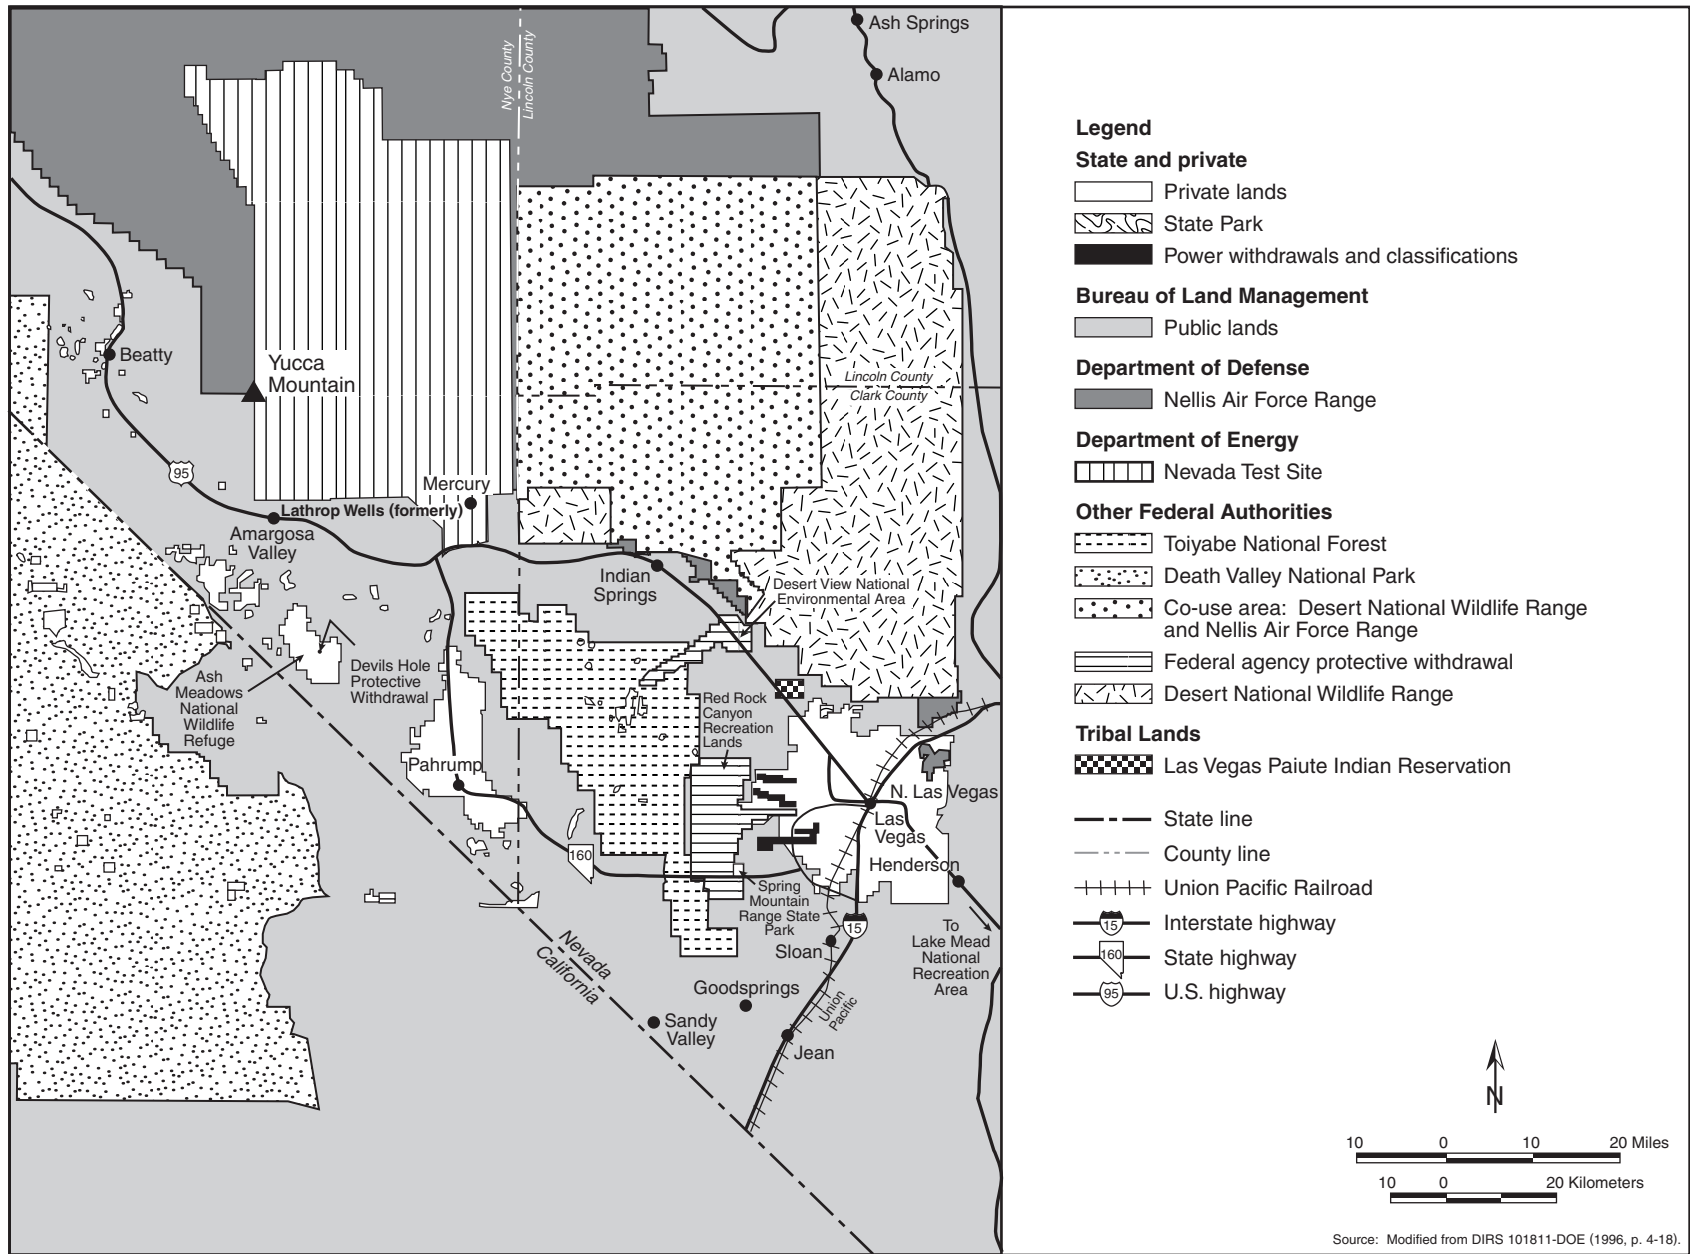 Ash Springs
Alamo
Nye County
Lincoln County
Beatty
Yucca
Mountain
Lincoln County
Clark County
95
Mercury
Lathrop Wells (formerly)
Amargosa
Valley
Indian
Springs
Desert View National
Environmental Area
Ash
Meadows
National
Wildlife
Refuge
Devils Hole
Protective
Withdrawal
Red Rock
Canyon
Recreation
Lands
Pahrump
N. Las Vegas
Las
Vegas
Henderson
160
Spring
Mountain
Range State
Park
15
To
Lake Mead
National
Recreation
Area
Sloan
Nevada
California
Goodsprings
Union
Pacific
Sandy
Valley
Jean
Legend
State and private
Private lands
State Park
Power withdrawals and classifications
Bureau of Land Management
Public lands
Department of Defense
Nellis Air Force Range
Department of Energy
Nevada Test Site
Other Federal Authorities
Toiyabe National Forest
Death Valley National Park
Co-use area: Desert National Wildlife Range
and Nellis Air Force Range
Federal agency protective withdrawal
Desert National Wildlife Range
Tribal Lands
Las Vegas Paiute Indian Reservation
State line
County line
Union Pacific Railroad
15 Interstate highway
160 State highway
95 U.S. highway
N
10 0 10 20 Miles
10 0 20 Kilometers
Source: Modified from DIRS 101811-DOE (1996, p. 4-18).